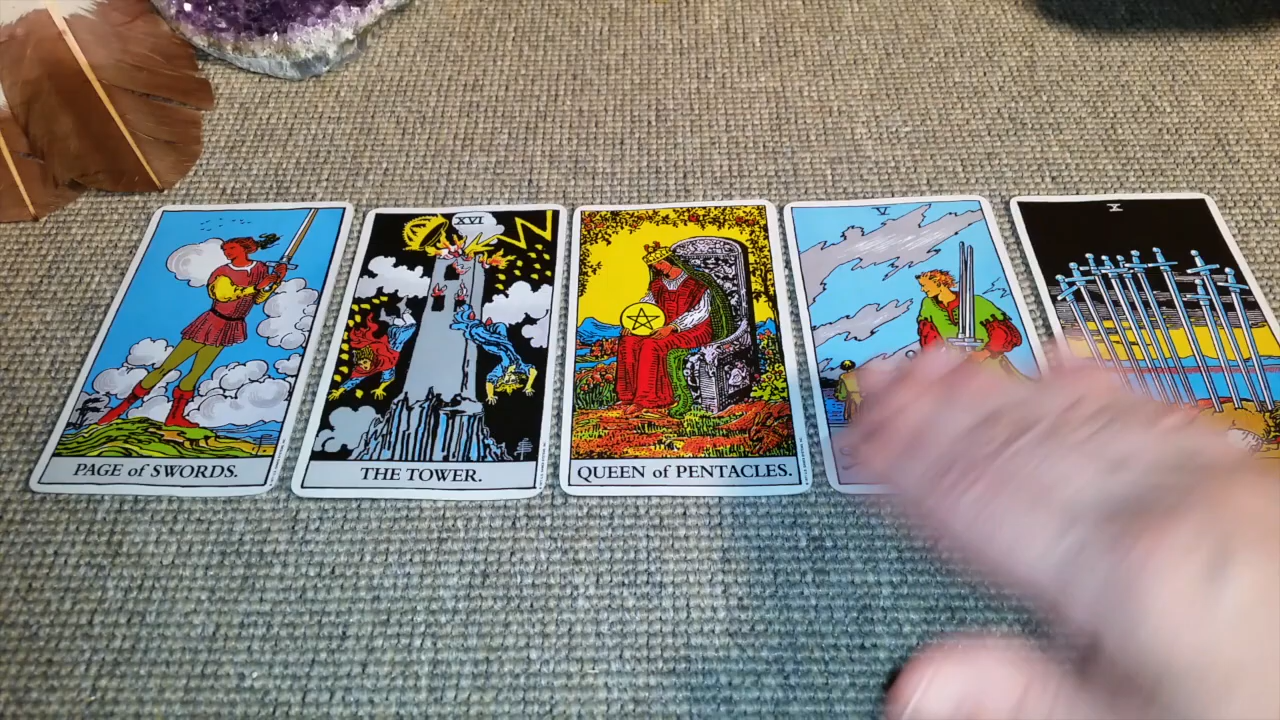 PAGE of SWORDS.
XVI
THE TOWER.
QUEEN of PENTACLES.
V
X